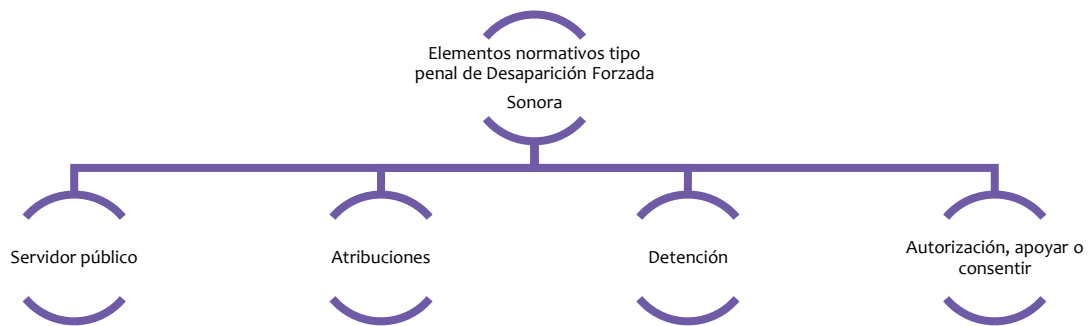 Elementos normativos tipo
penal de Desaparición Forzada
Sonora
Servidor público
Atribuciones
Detención
Autorización, apoyar o
consentir